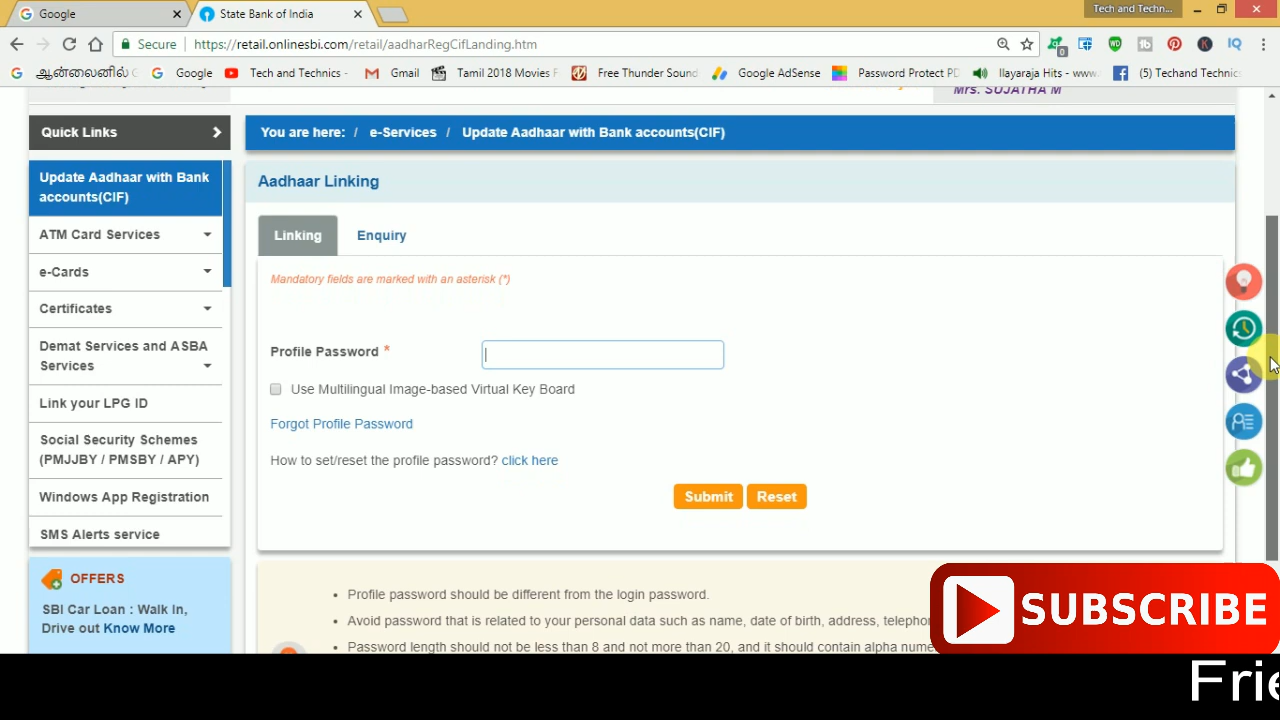 Google
State Bank of India
Tech and Techn...
Secure
https://retail.onlinesbi.com/retail/aadharRegCifLanding.htm
ஆன்லைனில்
Google
Tech and Technics -
Gmail
Tamil 2018 Movies F
Free Thunder Sound
Google AdSense
Password Protect PD
Ilayaraja Hits - www.
(5) Techand Technic
Mrs. SUJATHA M
Quick Links
You are here: / e-Services / Update Aadhaar with Bank accounts(CIF)
Update Aadhaar with Bank
accounts(CIF)
ATM Card Services
e-Cards
Certificates
Demat Services and ASBA
Services
Link your LPG ID
Social Security Schemes
(PMJJBY / PMSBY / APY)
Windows App Registration
SMS Alerts service
Aadhaar Linking
Linking
Enquiry
Mandatory fields are marked with an asterisk (*)
Profile Password *
Use Multilingual Image-based Virtual Key Board
Forgot Profile Password
How to set/reset the profile password? click here
Submit
Reset
OFFERS
SBI Car Loan : Walk In,
Drive out Know More
• Profile password should be different from the login password.
• Avoid password that is related to your personal data such as name, date of birth, address, telephon
• Password length should not be less than 8 and not more than 20, and it should contain alpha nume
SUBSCRIBE
Frie